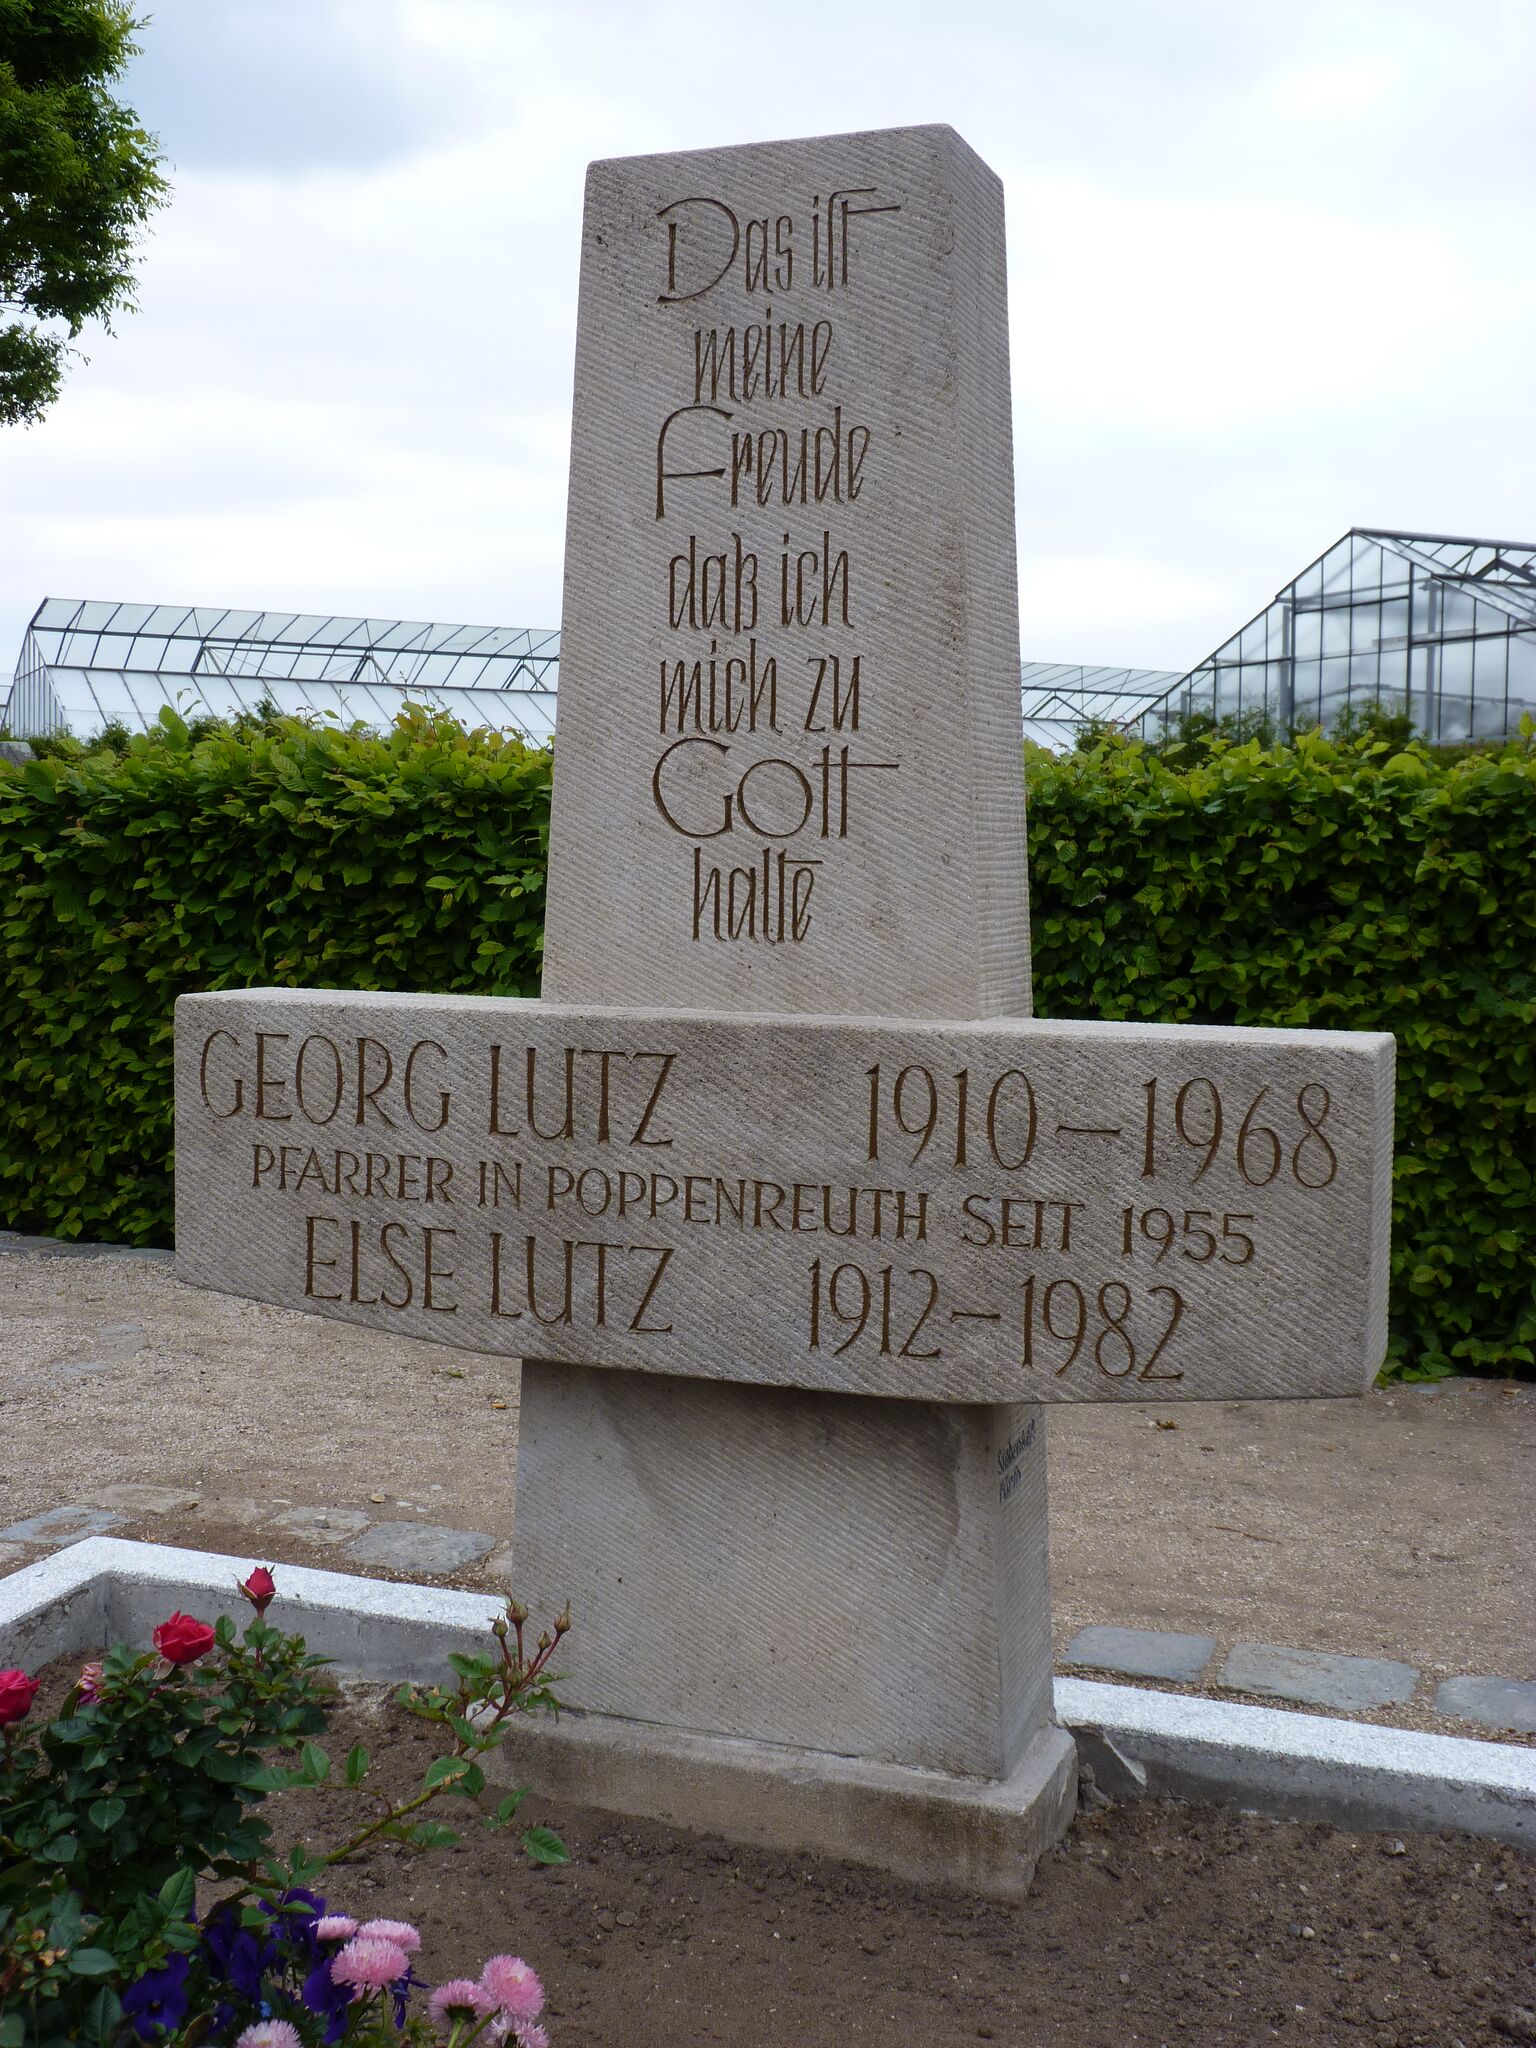 Das ist
meine
Freude
daß ich
mich zu
Gott
halte
GEORG LUTZ 1910–1968
PFARRER IN POPPENREUTH SEIT 1955
ELSE LUTZ 1912–1982